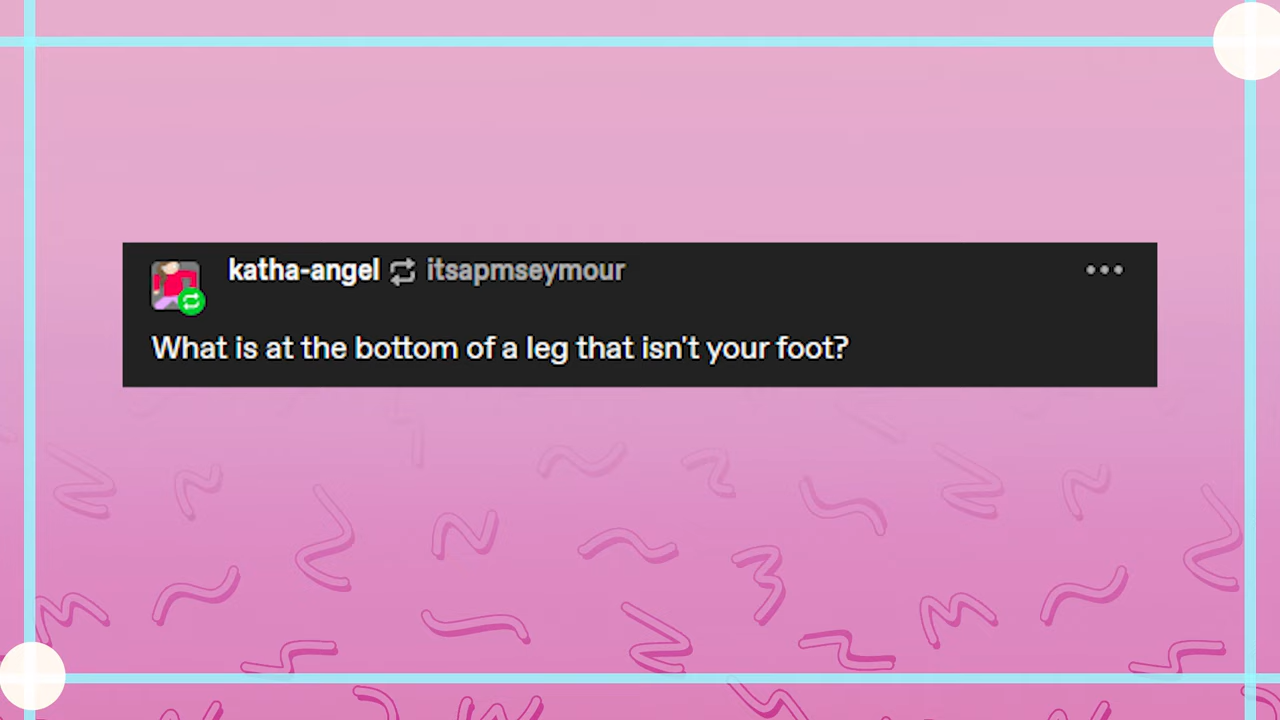 katha-angel itsapmseymour
What is at the bottom of a leg that isn't your foot?